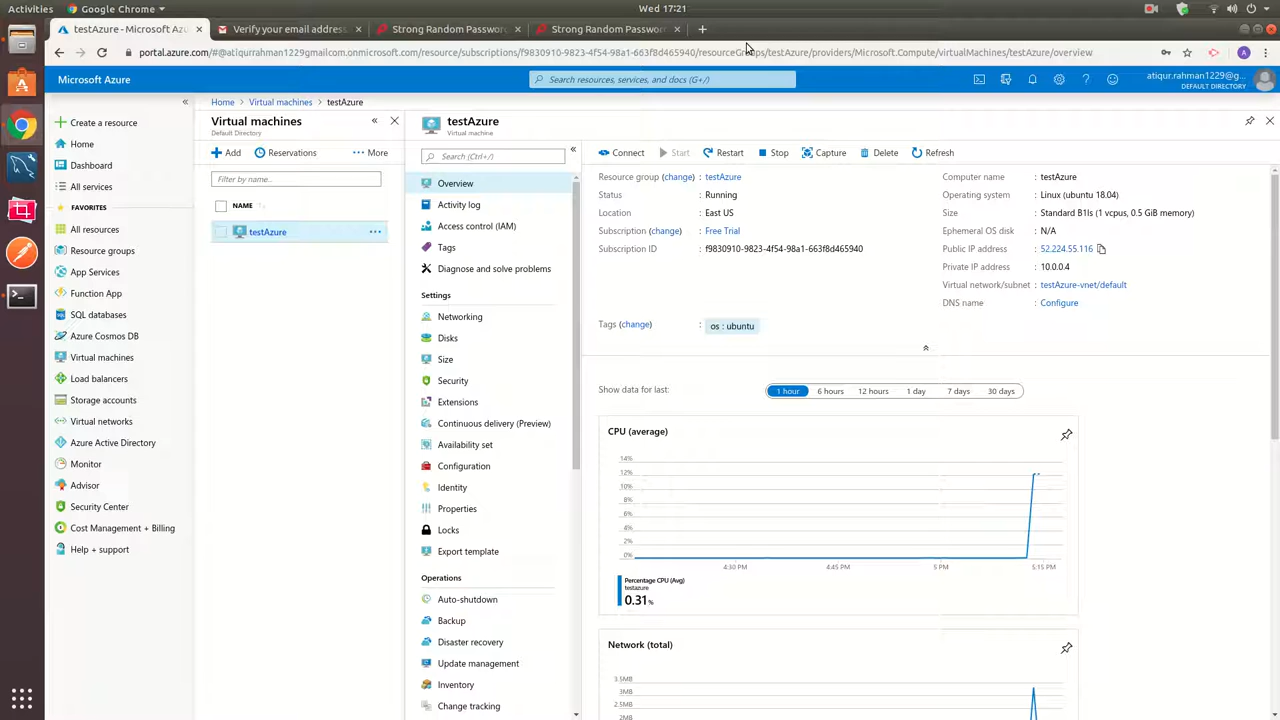 Activities
Google Chrome
Wed 17:21
testAzure - Microsoft Azu
Verify your email address
Strong Random Passwor
Strong Random Passwor
portal.azure.com/#@atiqurrahman1229gmailcom.onmicrosoft.com/resource/subscriptions/f9830910-9823-4f54-98a1-663f8d465940/resourceGroups/testAzure/providers/Microsoft.Compute/virtualMachines/testAzure/overview
A
Microsoft Azure
Search resources, services, and docs (G+/)
atiqur.rahman1229@g...
DEFAULT DIRECTORY
Create a resource
Home
Dashboard
All services
FAVORITES
All resources
Resource groups
App Services
Function App
SQL databases
Azure Cosmos DB
Virtual machines
Load balancers
Storage accounts
Virtual networks
Azure Active Directory
Monitor
Advisor
Security Center
Cost Management + Billing
Help + support
Home > Virtual machines > testAzure
Virtual machines
Default Directory
Add
Reservations
More
Filter by name..
NAME
testAzure
testAzure
Virtual machine
Search (Ctrl+/)
Overview
Activity log
Access control (IAM)
Tags
Diagnose and solve problems
Settings
Networking
Disks
Size
Security
Extensions
Continuous delivery (Preview)
Availability set
Configuration
Identity
Properties
Locks
Export template
Operations
Auto-shutdown
Backup
Disaster recovery
Update management
Inventory
Change tracking
Connect
Start
Restart
Stop
Capture
Delete
Refresh
Resource group (change) : testAzure
Status : Running
Location : East US
Subscription (change) : Free Trial
Subscription ID : f9830910-9823-4f54-98a1-663f8d465940
Computer name : testAzure
Operating system : Linux (ubuntu 18.04)
Size : Standard B1ls (1 vcpus, 0.5 GiB memory)
Ephemeral OS disk : N/A
Public IP address : 52.224.55.116
Private IP address : 10.0.0.4
Virtual network/subnet : testAzure-vnet/default
DNS name : Configure
Tags (change) : os : ubuntu
Show data for last:
1 hour
6 hours
12 hours
1 day
7 days
30 days
CPU (average)
14%
12%
10%
8%
6%
4%
2%
0%
4:30 PM
4:45 PM
5 PM
5:15 PM
Percentage CPU (Avg)
testazure
0.31 %
Network (total)
3.5MB
3MB
2.5MB
2MB